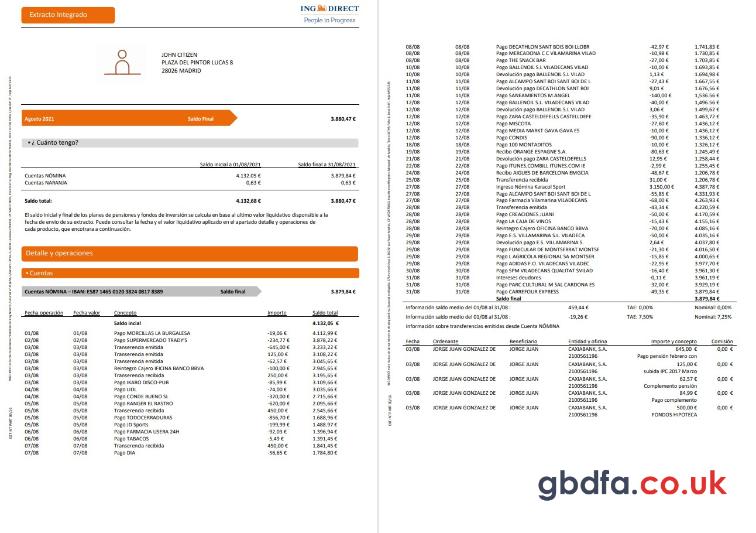 Extracto Integrado
ING DIRECT
People in Progress
JOHN CITIZEN
PLAZA DEL PINTOR LUCAS 8
28026 MADRID
Agosto 2021 Saldo Final 3.880,47 €
• ¿ Cuánto tengo?
Saldo inicial a 01/08/2021 Saldo final a 31/08/2021
Cuentas NÓMINA 4.132,05 € 3.879,84 €
Cuentas NARANJA 0,63 € 0,63 €
Saldo total: 4.132,68 € 3.880,47 €
El saldo inicial y final de los planes de pensiones y fondos de inversión se calcula en base al último valor liquidativo disponible a la
fecha de envío de su extracto. Puede consultar la fecha y el valor liquidativo aplicado en el apartado detalle y operaciones de
cada producto, que encontrara a continuación.
Detalle y operaciones
• Cuentas
Cuentas NÓMINA – IBAN: ES87 1465 0120 3824 0817 8389 Saldo final 3.879,84 €
Fecha operación Fecha valor Concepto Importe Saldo total
Saldo incial 4.132,05 €
01/08 01/08 Pago MORCILLAS LA BURGALESA -19,06 €
02/08 02/08 Pago SUPERMERCADO TRADY'S -234,77 € 3.878,22 €
03/08 03/08 Transerencia emitida -645,00 € 3.233,22 €
03/08 03/08 Transerencia emitida 125,00 € 3.108,22 €
03/08 03/08 Transerencia emitida -62,57 € 3.045,65 €
03/08 03/08 Reintegro Cajero OFICINA BANCO BBVA -100,00 € 2.945,65 €
03/08 03/08 Transerencia recibida 250,00 € 3.195,65 €
03/08 03/08 Pago IKARO DISCO-PUB -85,99 € 3.109,66 €
04/08 04/08 Pago LIDL -74,00 € 3.035,66 €
04/08 04/08 Pago CONDE BUENO SL -320,00 € 2.715,66 €
05/08 05/08 Pago RANGER EL RASTRO -620,00 € 2.095,66 €
05/08 05/08 Transerencia recibida 450,00 € 2.545,66 €
05/08 05/08 Pago TODOCERRADURAS -856,70 € 1.688,96 €
05/08 05/08 Pago JD Sports -199,99 € 1.488,97 €
06/08 06/08 Pago FARMACIA USERA 24H -92,03 € 1.396,94 €
06/08 06/08 Pago TABACOS -5,49 € 1.391,45 €
07/08 07/08 Transerencia recibida 450,00 € 1.841,45 €
07/08 07/08 Pago DIA -56,65 € 1.784,80 €
08/08 08/08 Pago DECATHLON SANT BOIS BOI LLOBR -42,97 € 1.741,83 €
08/08 08/08 Pago MERCADONA C C VILAMARINA VILAD -10,98 € 1.730,85 €
08/08 08/08 Pago THE SNACK BAR -27,00 € 1.703,85 €
10/08 10/08 Pago BALLENOIL S.L VILADECANS VILAD -10,00 € 1.693,85 €
10/08 10/08 Devolución pago BALLENOIL S.L VILAD 1,13 € 1.694,98 €
11/08 11/08 Pago ALCAMPO SANT BOI SANT BOI DE L -27,43 € 1.667,55 €
11/08 11/08 Devolución pago DECATHLON SANT BOI 9,01 € 1.676,56 €
11/08 11/08 Pago SANEAMIENTOS M ANGEL -140,00 € 1.536,56 €
12/08 12/08 Pago BALLENOIL S.L VILADECANS VILAD -40,00 € 1.496,56 €
12/08 12/08 Devolución pago BALLENOIL S.L VILAD 3,06 € 1.499,62 €
12/08 12/08 Pago ZARA CASTELDEFELLS CASTELLDEFE -35,90 € 1.463,72 €
12/08 12/08 Pago MISCOTA -27,60 € 1.436,12 €
12/08 12/08 Pago MEDIA MARKT GAVA GAVA ES -10,00 €
12/08 12/08 Pago CONDIS -90,00 € 1.336,12 €
18/08 18/08 Pago 100 MONTADITOS -10,00 € 1.326,12 €
19/08 19/08 Recibo ORANGE ESPAGNE S.A. -80,63 € 1.245,49 €
21/08 21/08 Devolución pago ZARA CASTELDEFELLS 12,95 € 1.258,44 €
22/08 22/08 Pago ITUNES.COMBILL ITUNES.COM IE -2,99 € 1.255,45 €
24/08 24/08 Recibo AIGUES DE BARCELONA EMGCIA -48,67 € 1.206,78 €
25/08 25/08 Transferencia recibida 31,00 €
27/08 27/08 Ingreso Nómina Karacol Sport 3.150,00 € 4.387,78 €
27/08 27/08 Pago ALCAMPO SANT BOI SANT BOI DE L -55,85 € 4.331,93 €
27/08 27/08 Pago Farmacia Vilamarina VILADECANS -68,00 € 4.263,93 €
28/08 28/08 Transferencia emitida -43,34 € 4.220,59 €
28/08 28/08 Pago CREACIONES JUANI -50,00 € 4.170,59 €
28/08 28/08 Pago LA CASA DE VINOS -15,43 € 4.155,16 €
28/08 28/08 Reintegro Cajero OFICINA BANCO BBVA -70,00 € 4.085,16 €
28/08 28/08 Pago E.S. VILLAMARINA S.L. VILADECA -50,00 € 4.035,16 €
29/08 29/08 Devolución pago E.S. VILLAMARINA S. 2,64 € 4.037,80 €
29/08 29/08 Pago FUNICULAR DE MONTSERRAT MONTSE -21,30 € 4.016,50 €
29/08 29/08 Pago L AGRICOLA REGIONAL SA MONTSER -15,85 € 4.000,65 €
29/08 29/08 Pago ADIDAS F.O. VILADECANS VILADEC -22,95 € 3.977,70 €
30/08 30/08 Pago SPM VILADECANS QUALITAT SVILAD -16,40 € 3.961,30 €
31/08 31/08 Intereses deudores -0,11 € 3.961,19 €
31/08 31/08 Pago PARC CULTURAL M SAL CARDONA ES -32,00 € 3.929,19 €
31/08 31/08 Pago CARREFOUR EXPRESS -49,35 € 3.879,84 €
Saldo final 3.879,84 €
Información saldo medio del 01/08 al 31/08 : 459,44 € TAE: 0,00% Nominal: 0,00%
Información saldo medio del 01/08 al 31/08 : -19,26 € TAE: 7,50% Nominal: 7,25%
Información sobre transferencias emitidas desde Cuenta NÓMINA
Fecha Ordenante Beneficiario Entidad y oficina Importe y concepto Comisión
03/08 JORGE JUAN GONZALEZ DE JORGE JUAN CAXIABANK, S.A. 645,00 € 0,00 €
2100561196 Pago pensión febrero con
03/08 JORGE JUAN GONZALEZ DE JORGE JUAN CAXIABANK, S.A. 125,00 € 0,00 €
2100561196 subida IPC 2017 Marzo
03/08 JORGE JUAN GONZALEZ DE JORGE JUAN CAXIABANK, S.A. 62,57 € 0,00 €
2100561196 Complemento pensión
03/08 JORGE JUAN GONZALEZ DE JORGE JUAN CAXIABANK, S.A. 84,99 € 0,00 €
2100561196 Pago complemento
03/08 JORGE JUAN GONZALEZ DE JORGE JUAN CAXIABANK, S.A. 500,00 € 0,00 €
2100561196 FONDOS HIPOTECA
gbdfa.co.uk